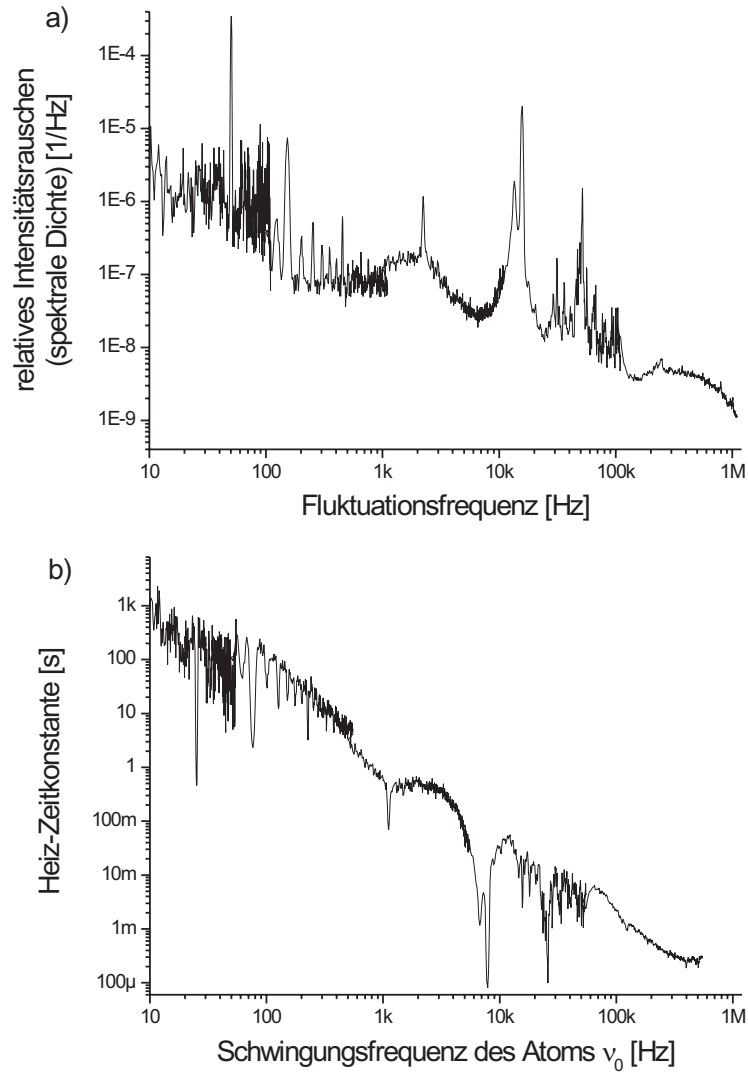 a)
relatives Intensitätsrauschen
(spektrale Dichte) [1/Hz]
1E-4
1E-5
1E-6
1E-7
1E-8
1E-9
10 100 1k 10k 100k 1M
Fluktuationsfrequenz [Hz]
b)
Heiz-Zeitkonstante [s]
1k
100
10
1
100m
10m
1m
100µ
10 100 1k 10k 100k 1M
Schwingungsfrequenz des Atoms ν0 [Hz]